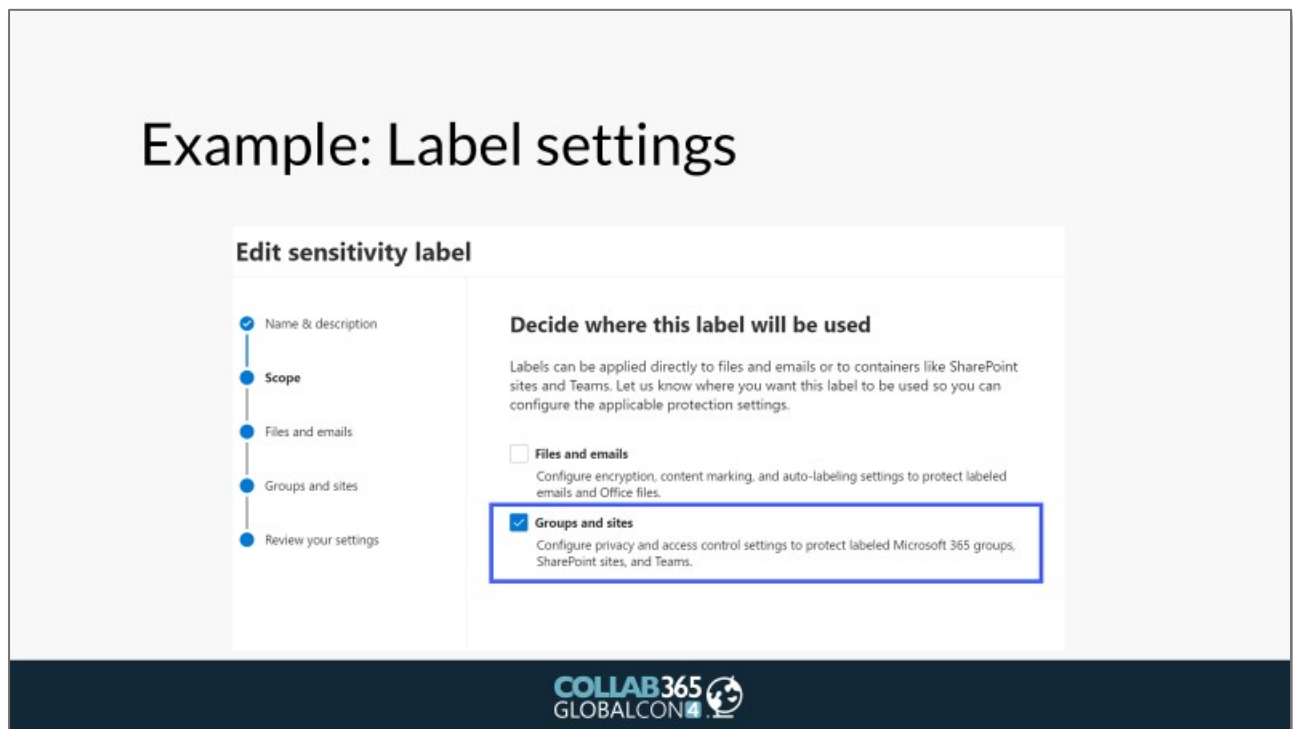 Example: Label settings
Edit sensitivity label
Name & description
Scope
Files and emails
Groups and sites
Review your settings
Decide where this label will be used
Labels can be applied directly to files and emails or to containers like SharePoint
sites and Teams. Let us know where you want this label to be used so you can
configure the applicable protection settings.
Files and emails
Configure encryption, content marking, and auto-labeling settings to protect labeled
emails and Office files.
Groups and sites
Configure privacy and access control settings to protect labeled Microsoft 365 groups,
SharePoint sites, and Teams.
COLLAB365
GLOBALCON4